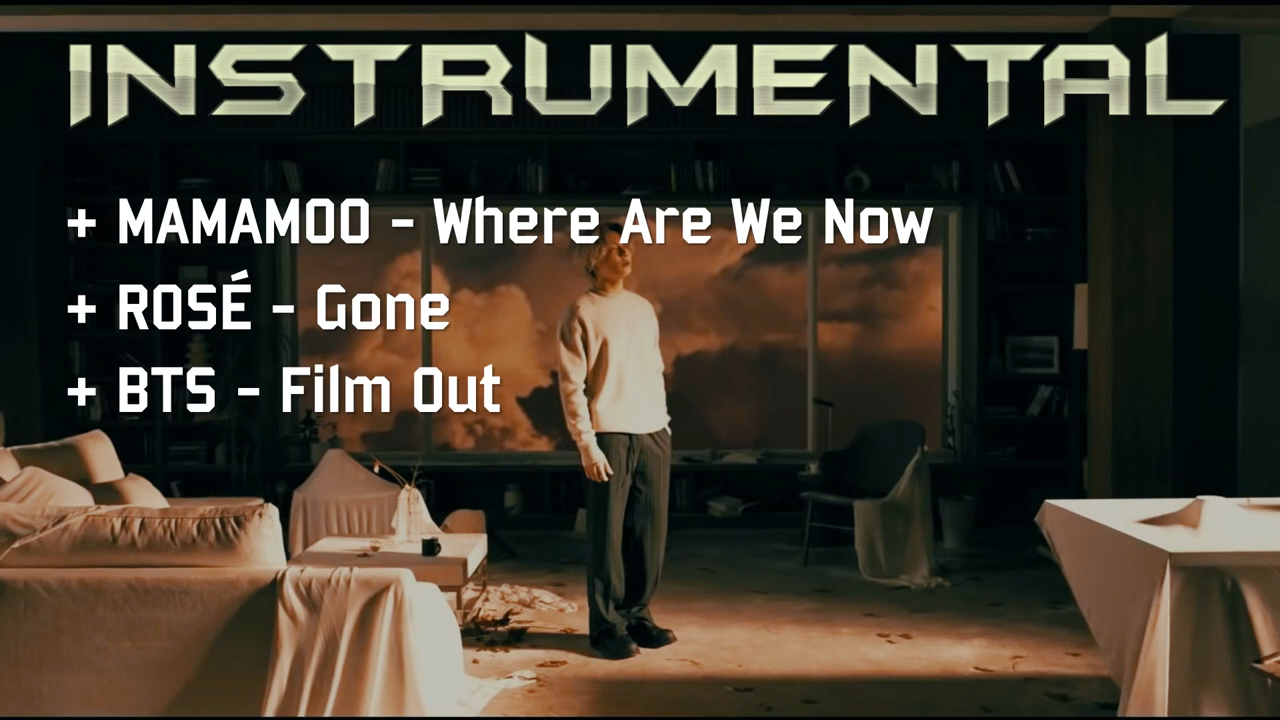 INSTRUMENTAL
+ MAMAMOO - Where Are We Now
+ ROSÉ - Gone
+ BTS - Film Out